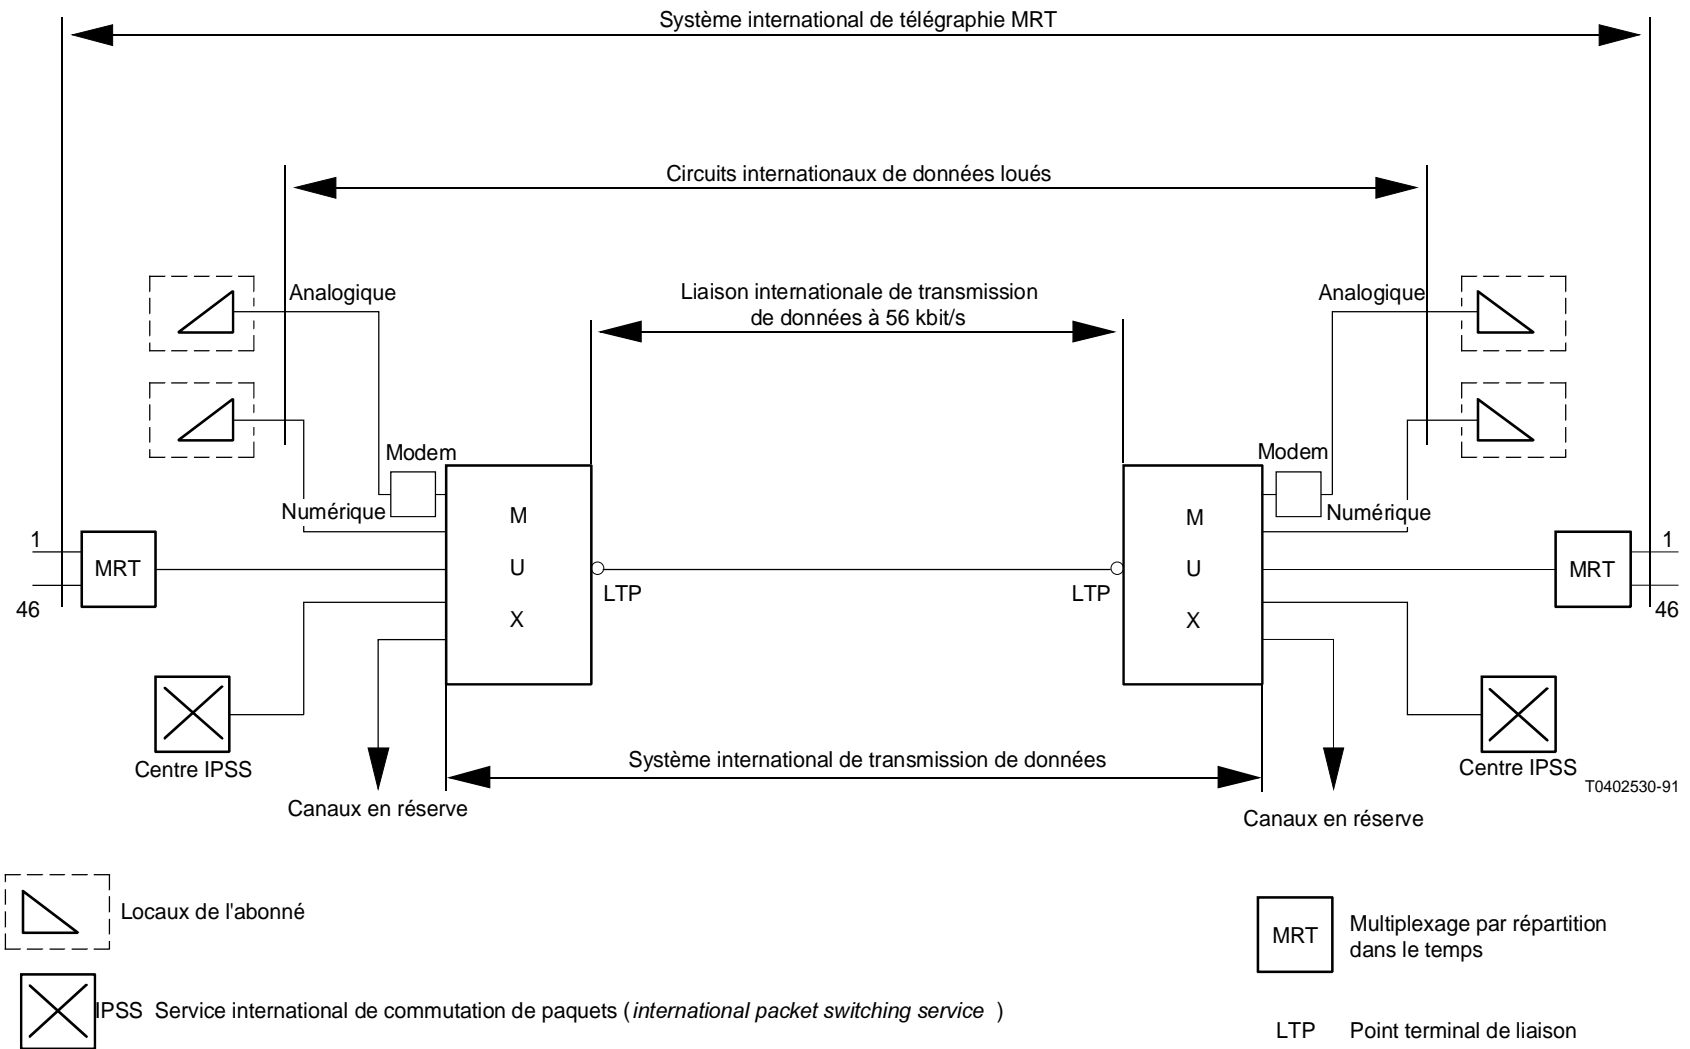 Système international de télégraphie MRT
Circuits internationaux de données loués
Analogique
Liaison internationale de transmission
de données à 56 kbit/s
Analogique
Modem
Modem
Numérique
Numérique
M
U
X
M
U
X
1
MRT
46
LTP
LTP
1
MRT
46
Système international de transmission de données
Centre IPSS
Centre IPSS
T0402530-91
Canaux en réserve
Canaux en réserve
Locaux de l'abonné
MRT
Multiplexage par répartition
dans le temps
IPSS Service international de commutation de paquets (international packet switching service )
LTP Point terminal de liaison